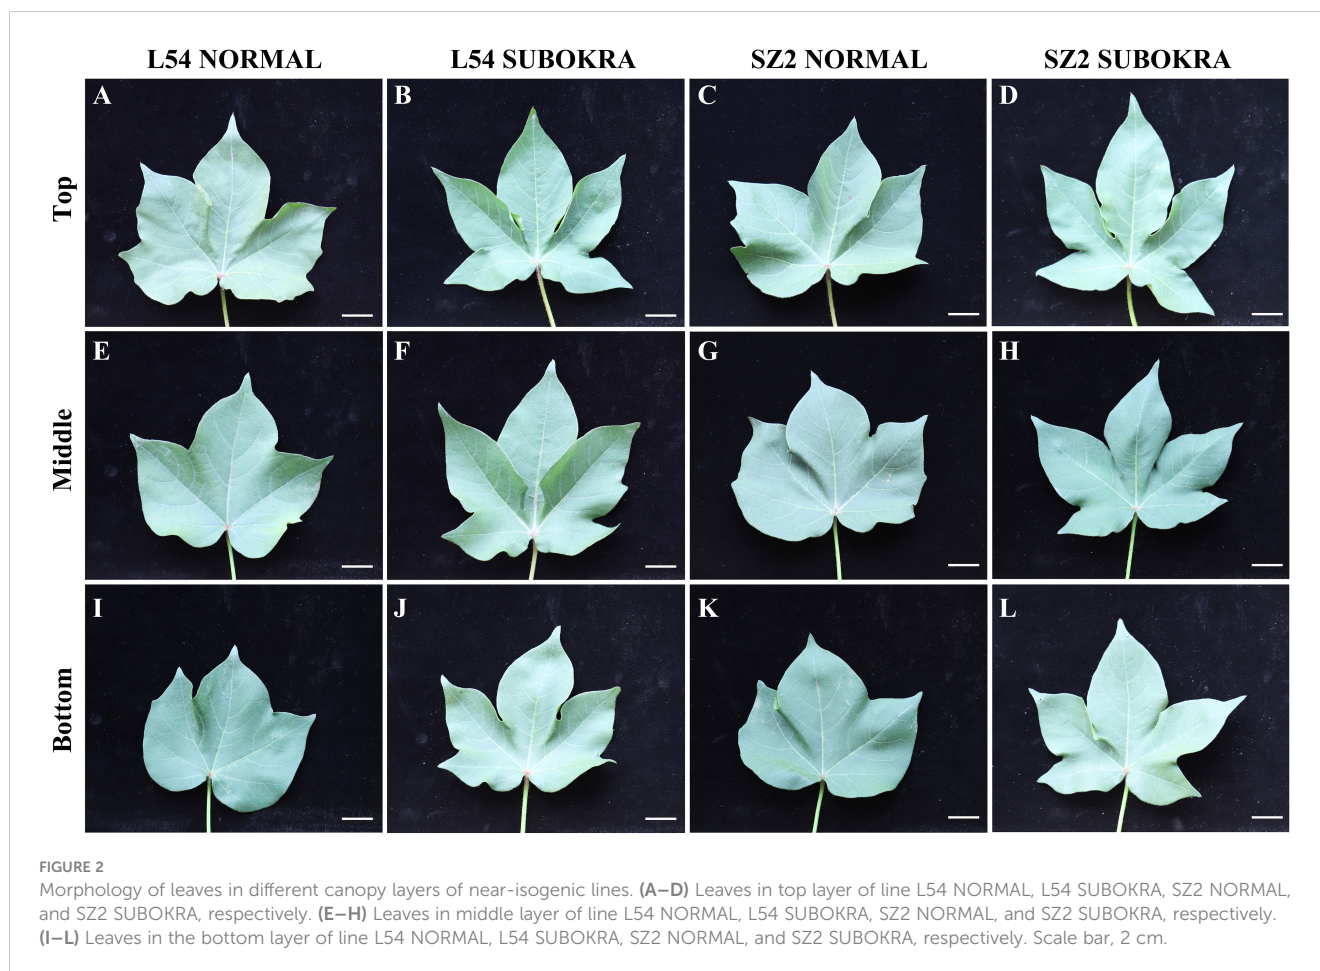 L54 NORMAL L54 SUBOKRA SZ2 NORMAL SZ2 SUBOKRA
Top
A B C D
Middle
E F G H
Bottom
I J K L
FIGURE 2
Morphology of leaves in different canopy layers of near-isogenic lines. (A–D) Leaves in top layer of line L54 NORMAL, L54 SUBOKRA, SZ2 NORMAL,
and SZ2 SUBOKRA, respectively. (E–H) Leaves in middle layer of line L54 NORMAL, L54 SUBOKRA, SZ2 NORMAL, and SZ2 SUBOKRA, respectively.
(I–L) Leaves in the bottom layer of line L54 NORMAL, L54 SUBOKRA, SZ2 NORMAL, and SZ2 SUBOKRA, respectively. Scale bar, 2 cm.